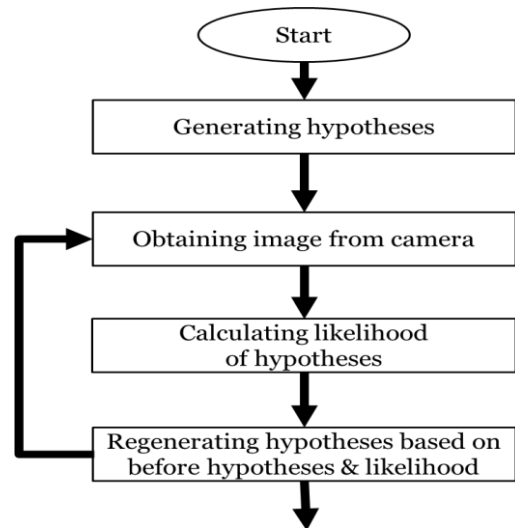 Start
Generating hypotheses
Obtaining image from camera
Calculating likelihood
of hypotheses
Regenerating hypotheses based on
before hypotheses & likelihood